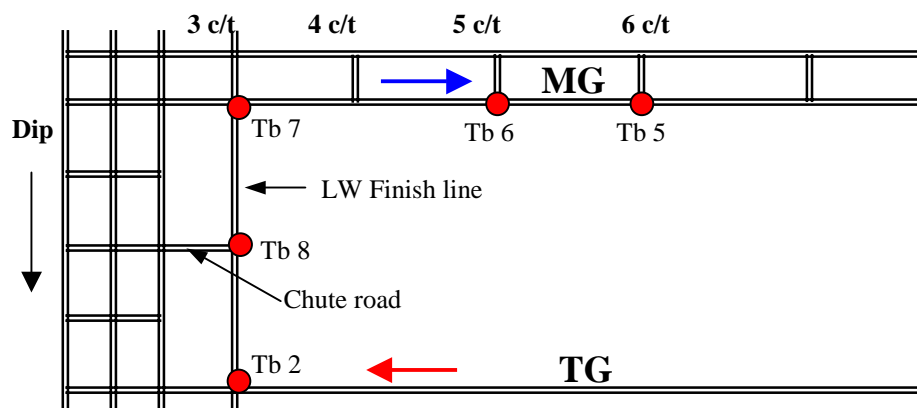 3 c/t 4 c/t 5 c/t 6 c/t
MG
Dip
Tb 7
Tb 6
Tb 5
LW Finish line
Tb 8
Chute road
Tb 2
TG